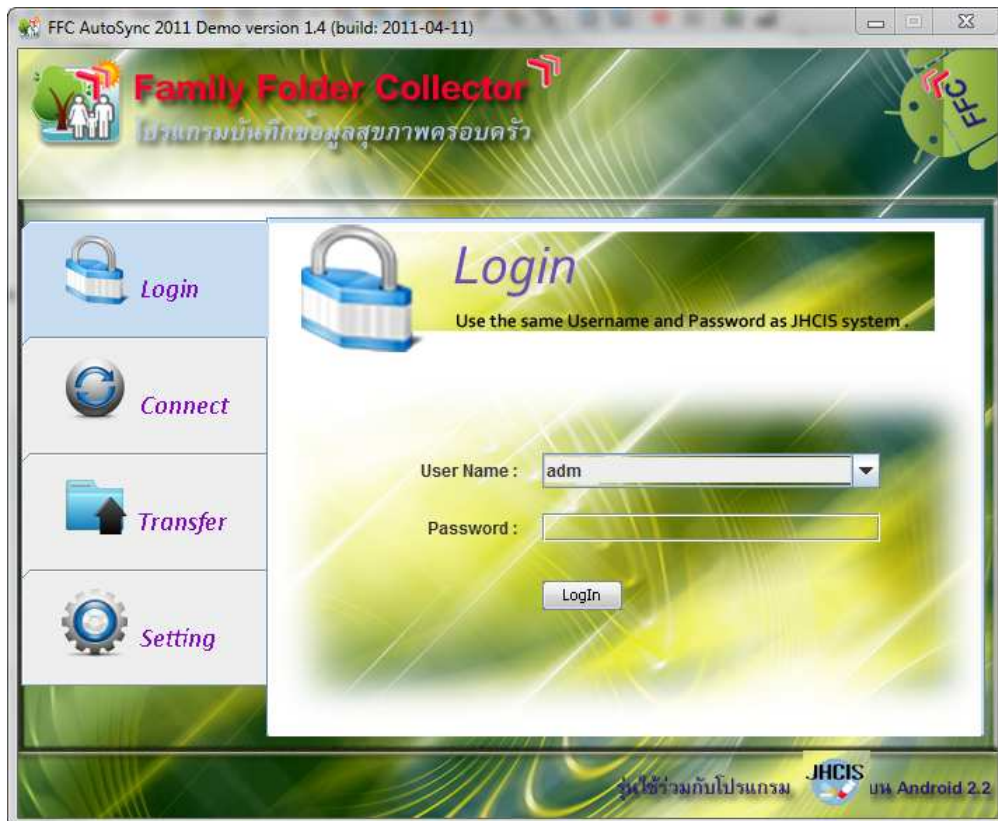 FFC AutoSync 2011 Demo version 1.4 (build: 2011-04-11)
Family Folder Collector
โปรแกรมบันทึกข้อมูลสุขภาพครอบครัว
FFC
Login
Connect
Transfer
Setting
Login
Use the same Username and Password as JHCIS system .
User Name :
adm
Password :
LogIn
รุ่นใช้ร่วมกับโปรแกรม JHCIS บน Android 2.2